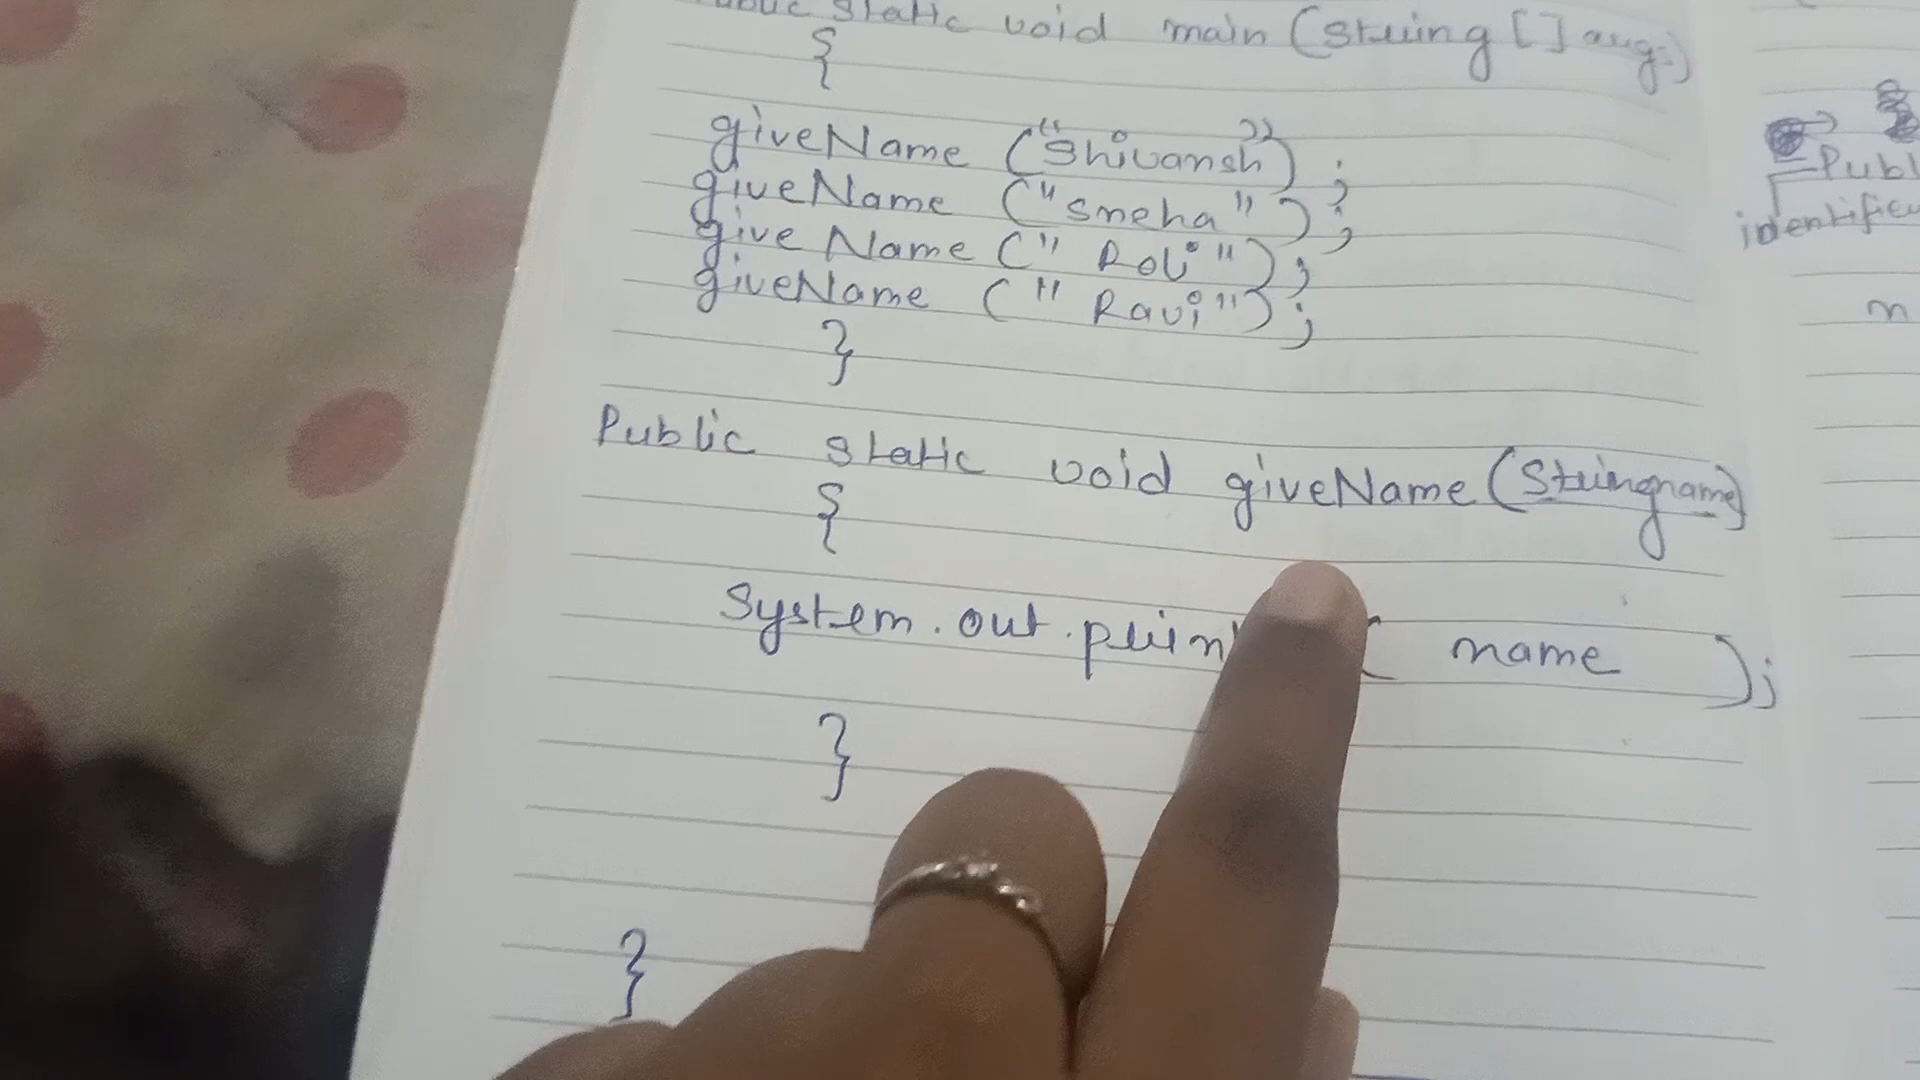 static void main (String [] args)
{
giveName ("Shivansh");
giveName ("Sneha");
give Name ("Roli");
giveName ("Ravi");
}
Public static void giveName (String name)
{
System.out.prin ( name );
}
}
Publ
identifie
n